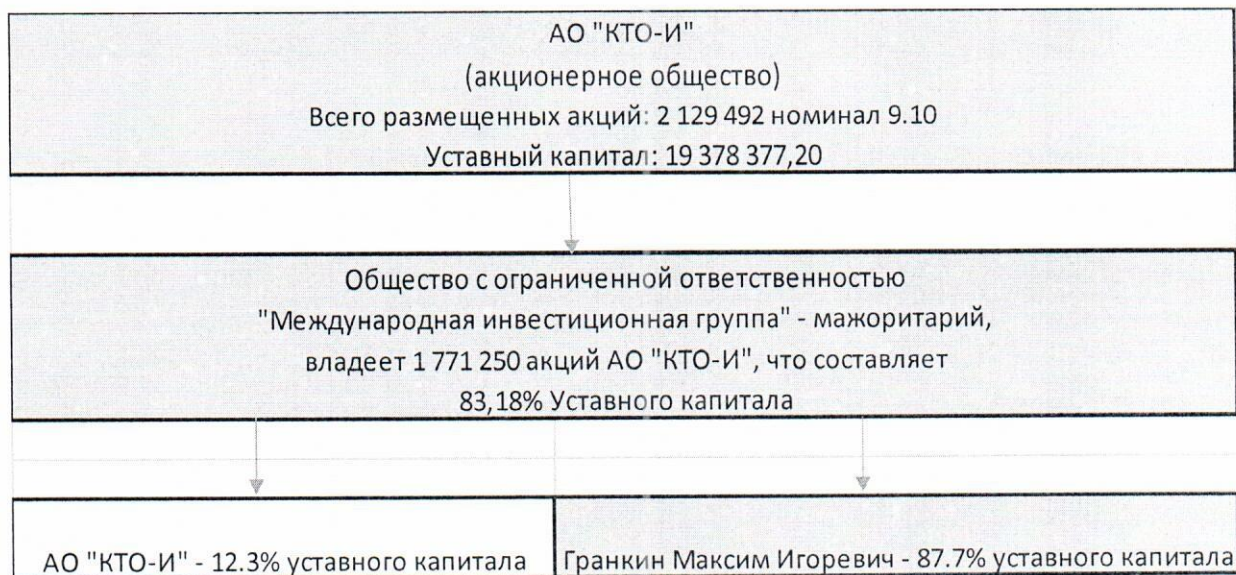 АО "КТО-И"
(акционерное общество)
Всего размещенных акций: 2 129 492 номинал 9.10
Уставный капитал: 19 378 377,20
Общество с ограниченной ответственностью
"Международная инвестиционная группа" - мажоритарий,
владеет 1 771 250 акций АО "КТО-И", что составляет
83,18% Уставного капитала
АО "КТО-И" - 12.3% уставного капитала
Гранкин Максим Игоревич - 87.7% уставного капитала